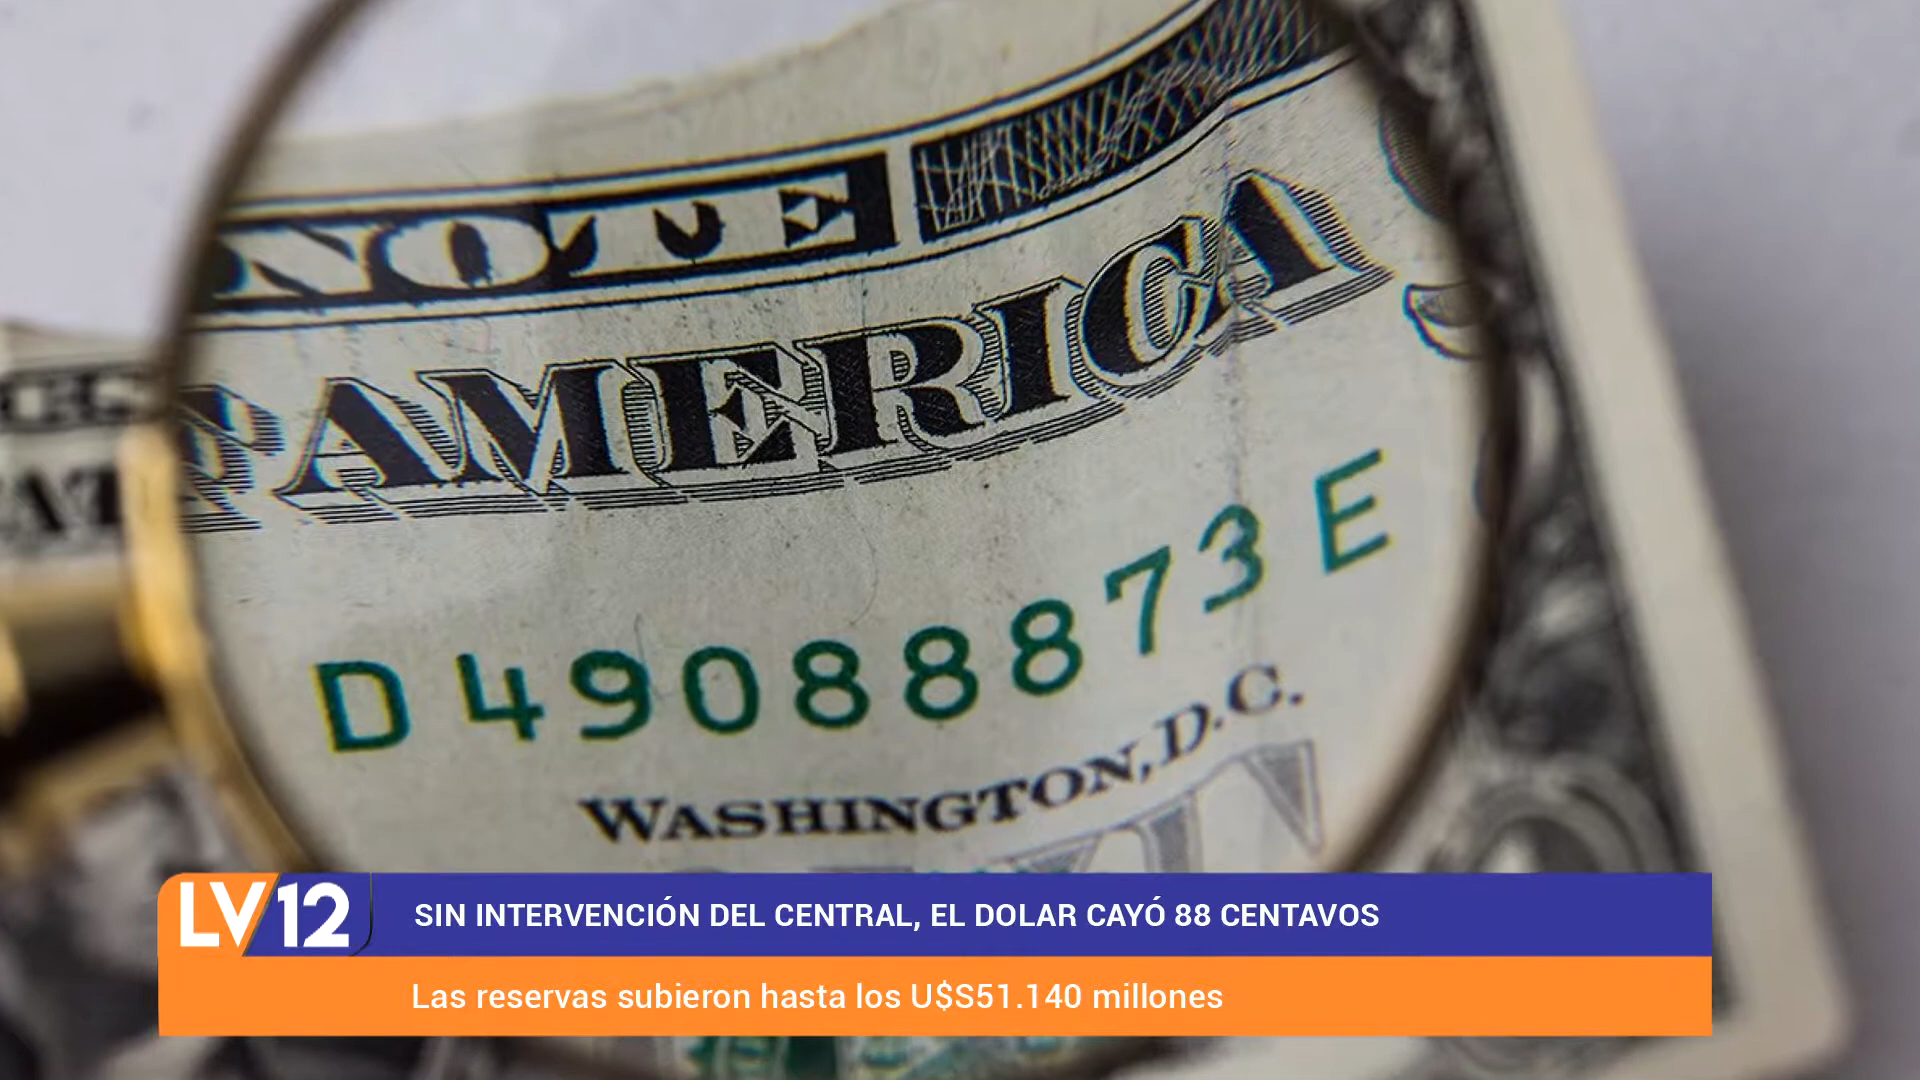 NOTE
AMERICA
D 49088873 E
WASHINGTON, D.C.
LV12
SIN INTERVENCIÓN DEL CENTRAL, EL DOLAR CAYÓ 88 CENTAVOS
Las reservas subieron hasta los U$S51.140 millones